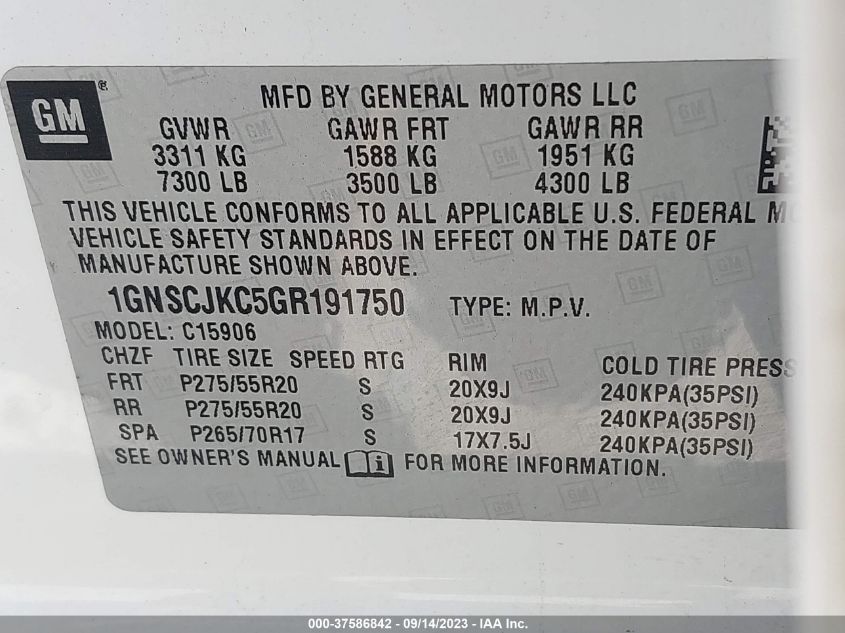 GM ®
MFD BY GENERAL MOTORS LLC
GVWR GAWR FRT GAWR RR
3311 KG 1588 KG 1951 KG
7300 LB 3500 LB 4300 LB
THIS VEHICLE CONFORMS TO ALL APPLICABLE U.S. FEDERAL
VEHICLE SAFETY STANDARDS IN EFFECT ON THE DATE OF
MANUFACTURE SHOWN ABOVE.
1GNSCJKC5GR191750 TYPE: M.P.V.
MODEL: C15906
CHZF TIRE SIZE SPEED RTG RIM COLD TIRE PRESS
FRT P275/55R20 S 20X9J 240KPA(35PSI)
RR P275/55R20 S 20X9J 240KPA(35PSI)
SPA P265/70R17 S 17X7.5J 240KPA(35PSI)
SEE OWNER'S MANUAL i FOR MORE INFORMATION.
000-37586842 - 09/14/2023 - IAA Inc.